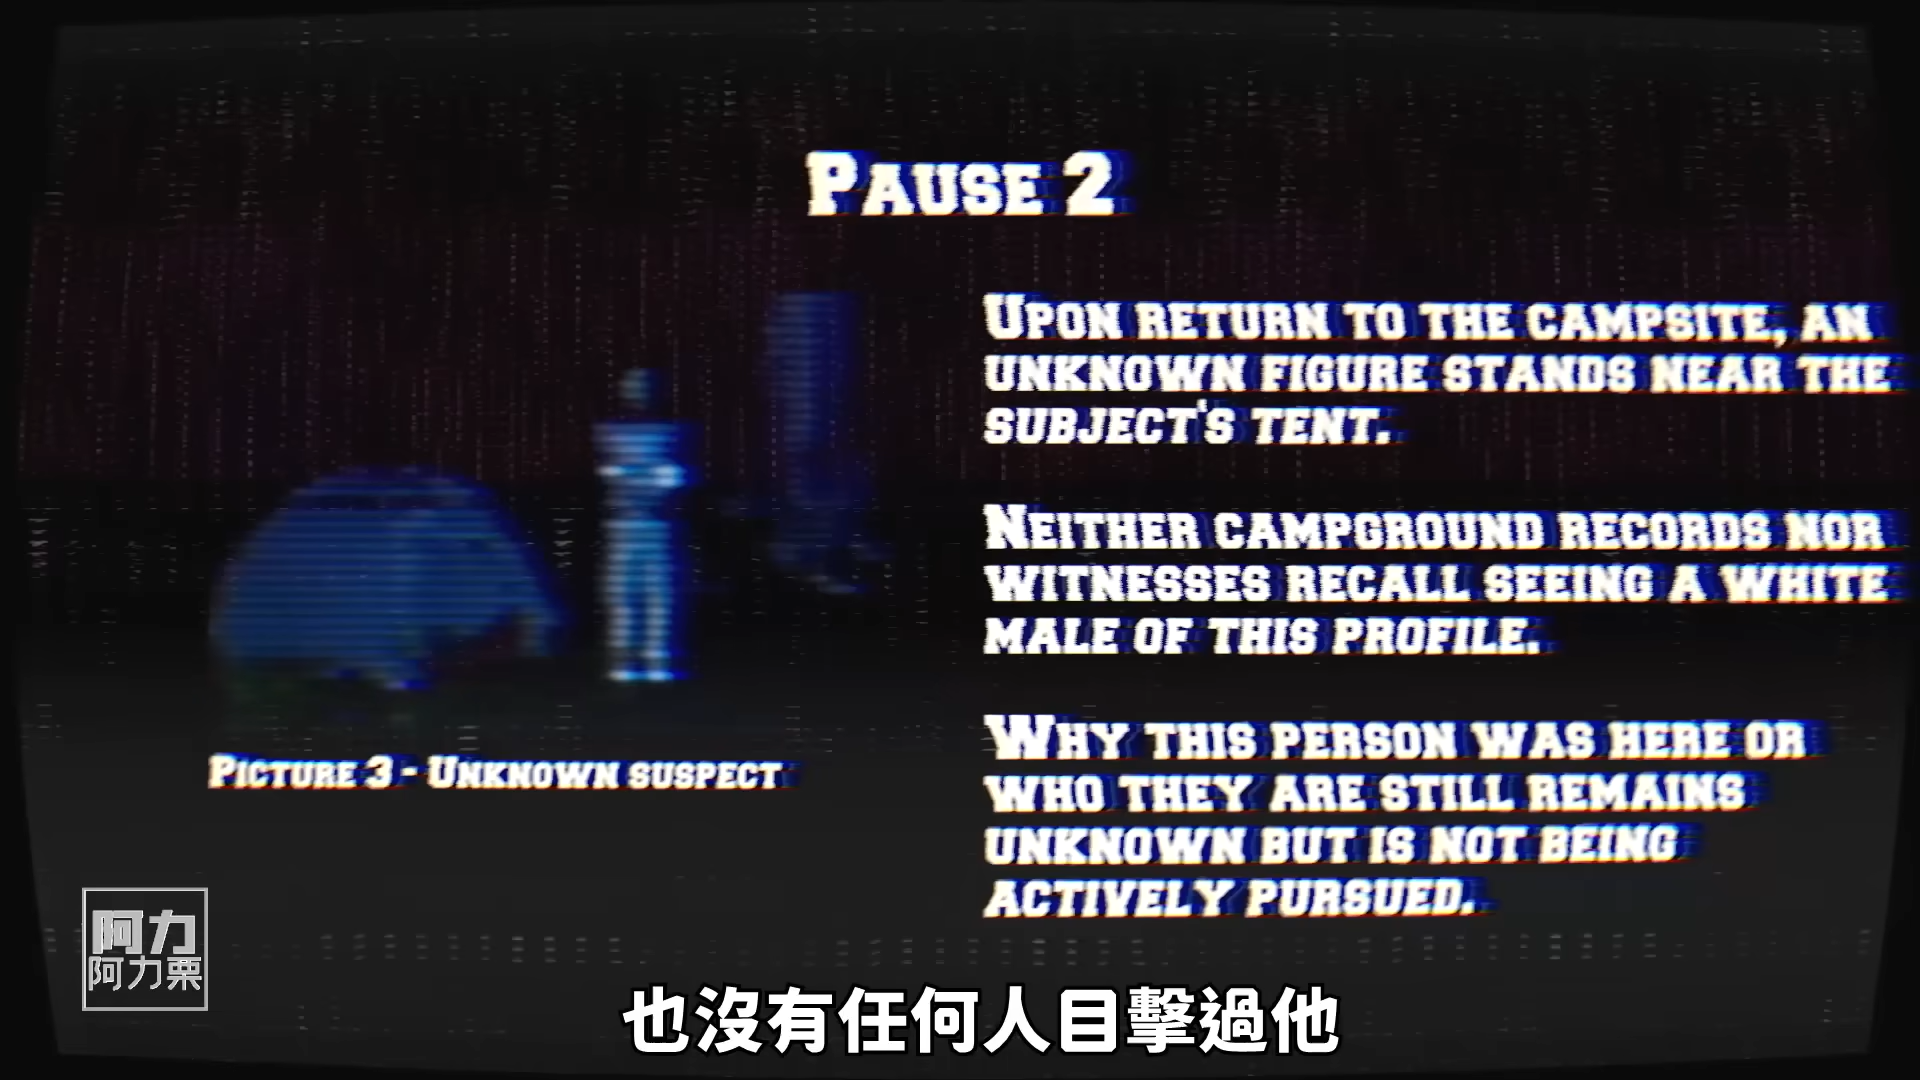 PAUSE 2
UPON RETURN TO THE CAMPSITE, AN
UNKNOWN FIGURE STANDS NEAR THE
SUBJECT'S TENT.
NEITHER CAMPGROUND RECORDS NOR
WITNESSES RECALL SEEING A WHITE
MALE OF THIS PROFILE.
WHY THIS PERSON WAS HERE OR
WHO THEY ARE STILL REMAINS
UNKNOWN BUT IS NOT BEING
ACTIVELY PURSUED.
PICTURE 3 - UNKNOWN SUSPECT
阿力
阿力栗
也沒有任何人目擊過他